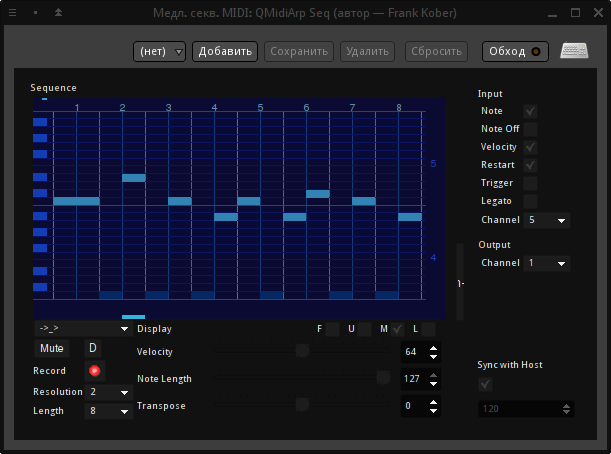 Медл. секв. MIDI: QMidiArp Seq (автор — Frank Kober)
(нет) Добавить Сохранить Удалить Сбросить Обход
Sequence
1 2 3 4 5 6 7 8
5
4
Input
Note
Note Off
Velocity
Restart
Trigger
Legato
Channel 5
Output
Channel 1
->_> Display F U M L
Mute D Velocity 64
Record Note Length 127
Resolution 2 Transpose 0
Length 8
Sync with Host
120